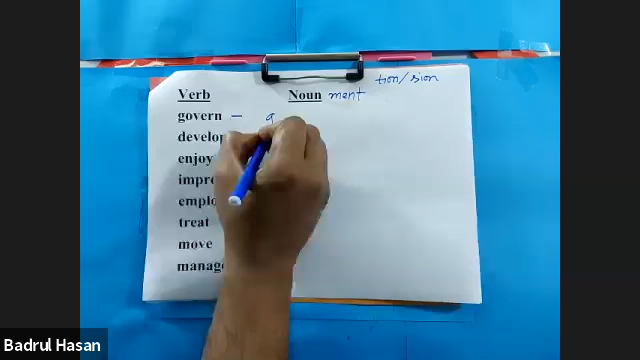 tion/sion
Verb Noun ment
govern – g
develop
enjoy
treat
move
Badrul Hasan